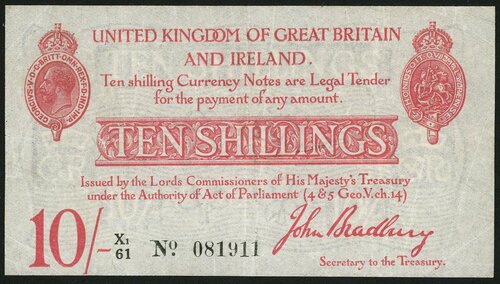 UNITED KINGDOM OF GREAT BRITAIN
AND IRELAND.
Ten shilling Currency Notes are Legal Tender
for the payment of any amount.
TEN SHILLINGS
Issued by the Lords Commissioners of His Majesty's Treasury
under the Authority of Act of Parliament (4 & 5 Geo.V. ch.14)
10/- X1/61 No. 081911
John Bradbury
Secretary to the Treasury.